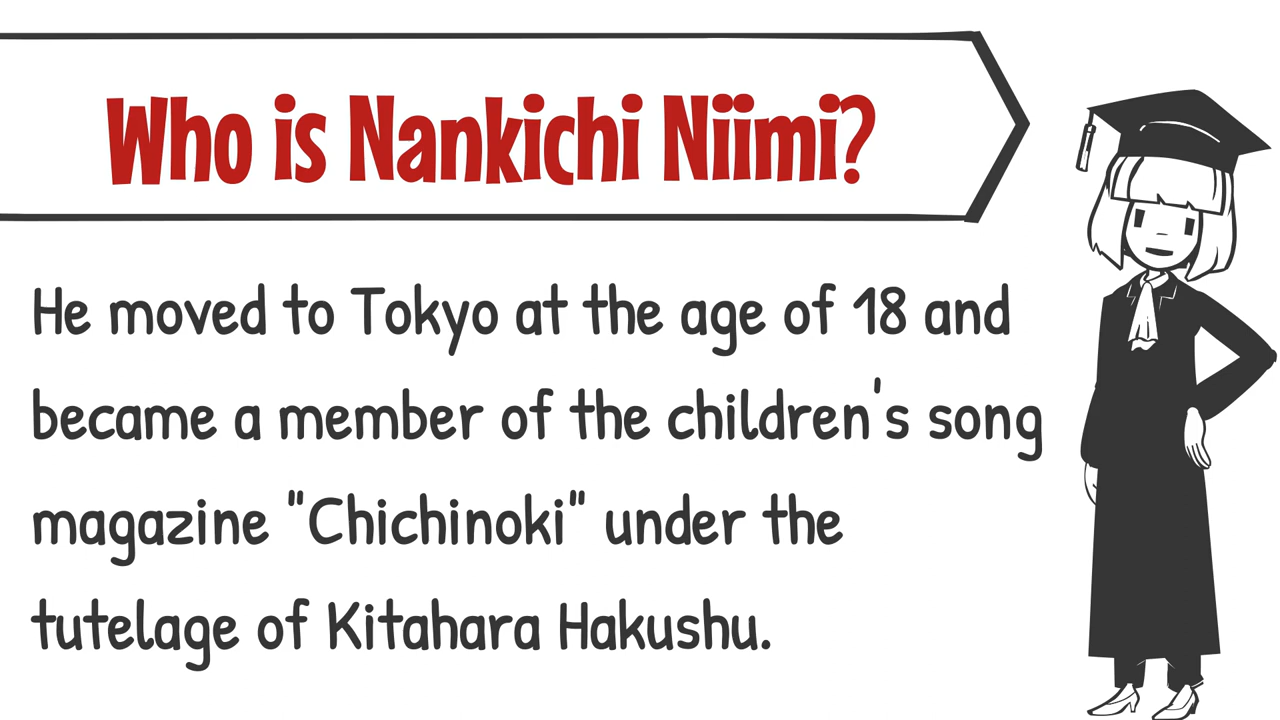 Who is Nankichi Niimi?
He moved to Tokyo at the age of 18 and
became a member of the children's song
magazine "Chichinoki" under the
tutelage of Kitahara Hakushu.